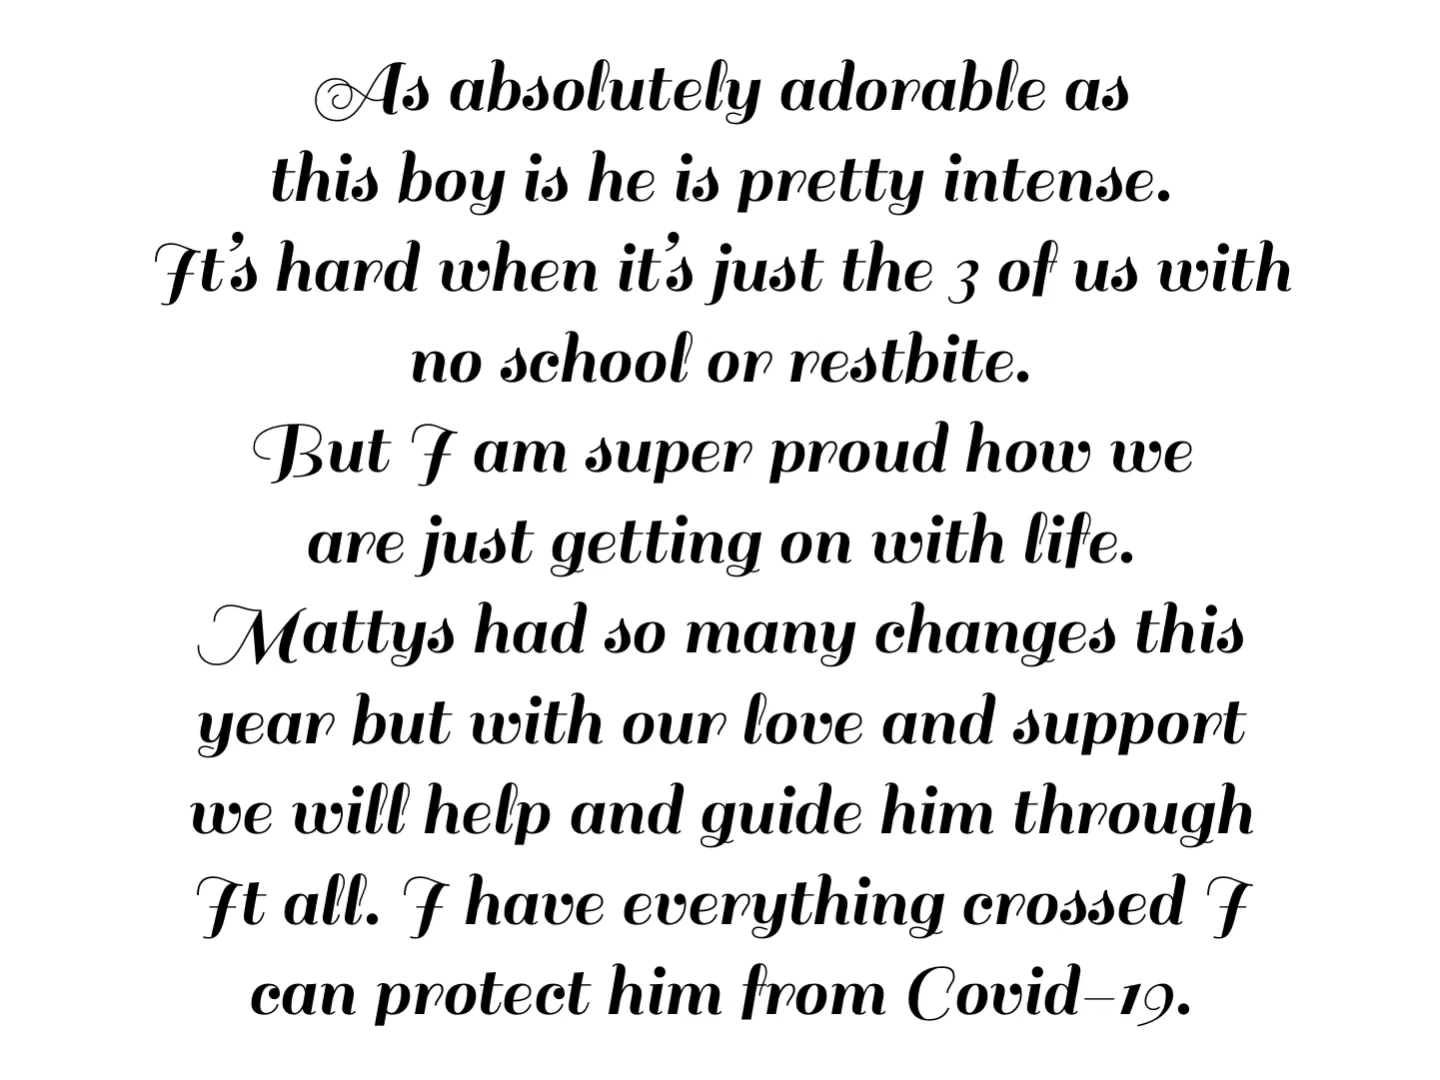 As absolutely adorable as
this boy is he is pretty intense.
It's hard when it's just the 3 of us with
no school or restbite.
But I am super proud how we
are just getting on with life.
Mattys had so many changes this
year but with our love and support
we will help and guide him through
It all. I have everything crossed I
can protect him from Covid-19.